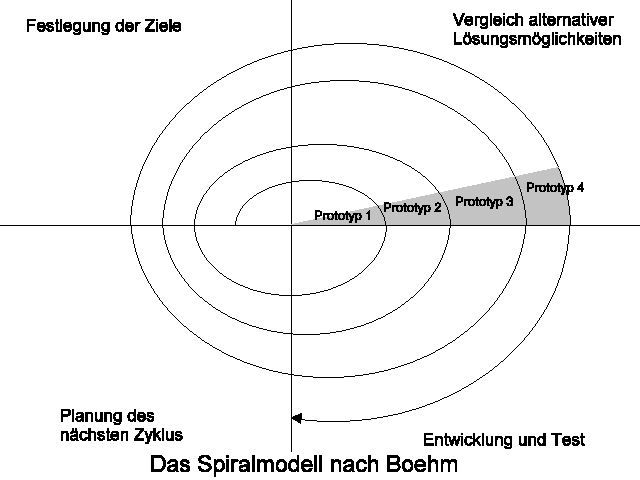 Festlegung der Ziele
Vergleich alternativer
Lösungsmöglichkeiten
Prototyp 1
Prototyp 2
Prototyp 3
Prototyp 4
Planung des
nächsten Zyklus
Entwicklung und Test
Das Spiralmodell nach Boehm